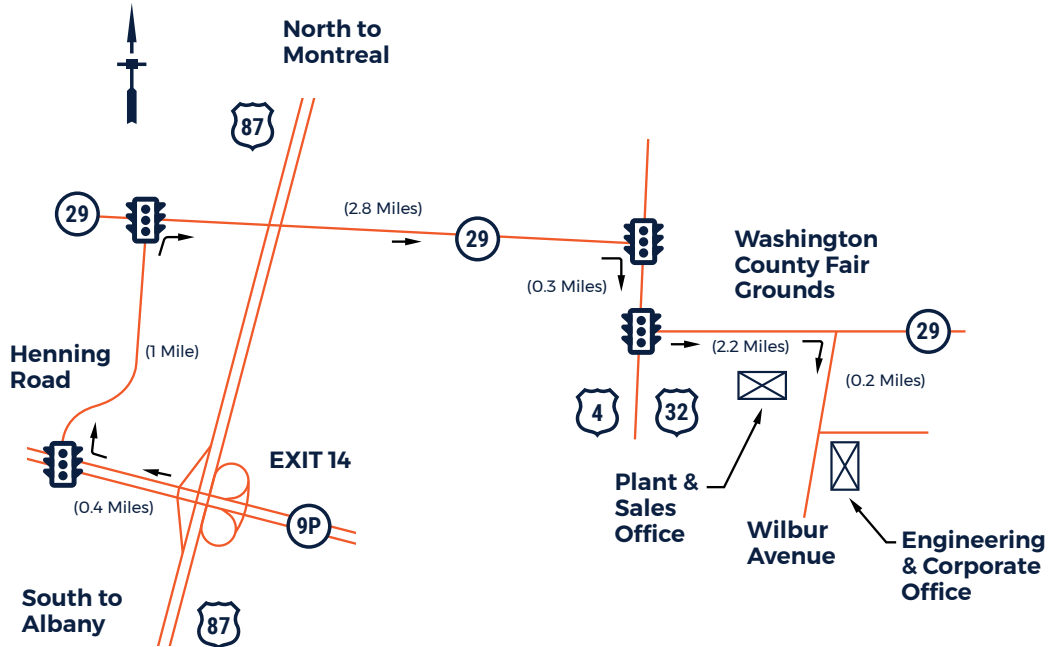 North to
Montreal
87
29
(2.8 Miles)
29
Washington
County Fair
Grounds
(0.3 Miles)
29
(2.2 Miles)
Henning
Road
(1 Mile)
(0.2 Miles)
4
32
EXIT 14
(0.4 Miles)
9P
Plant &
Sales
Office
Wilbur
Avenue
Engineering
& Corporate
Office
South to
Albany
87